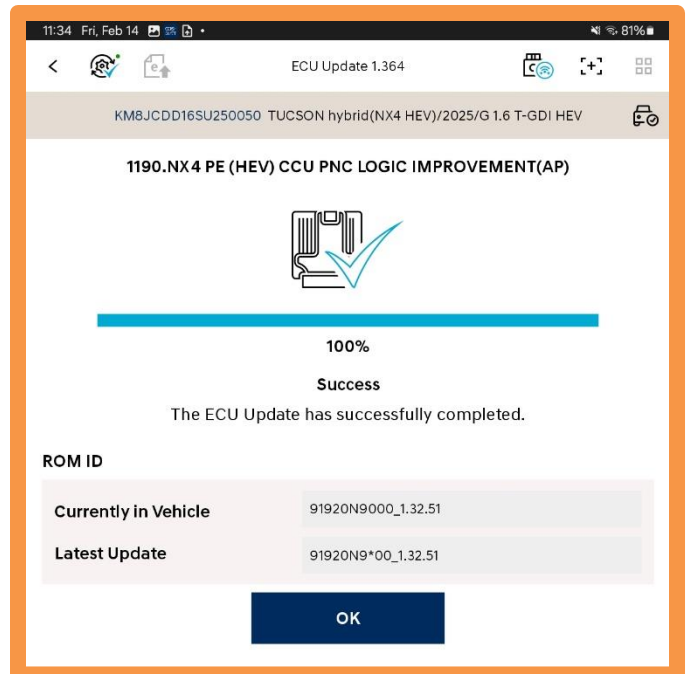 11:34 Fri, Feb 14 81%
ECU Update 1.364
KM8JCDD16SU250050 TUCSON hybrid(NX4 HEV)/2025/G 1.6 T-GDI HEV
1190.NX4 PE (HEV) CCU PNC LOGIC IMPROVEMENT(AP)
100%
Success
The ECU Update has successfully completed.
ROM ID
Currently in Vehicle 91920N9000_1.32.51
Latest Update 91920N9*00_1.32.51
OK